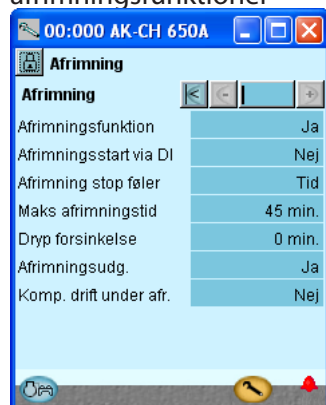 afrimningsfunktioner
00:000 AK-CH 650A
Afrimning
Afrimning
Afrimningsfunktion Ja
Afrimningsstart via DI Nej
Afrimning stop føler Tid
Maks afrimningstid 45 min.
Dryp forsinkelse 0 min.
Afrimningsudg. Ja
Komp. drift under afr. Nej